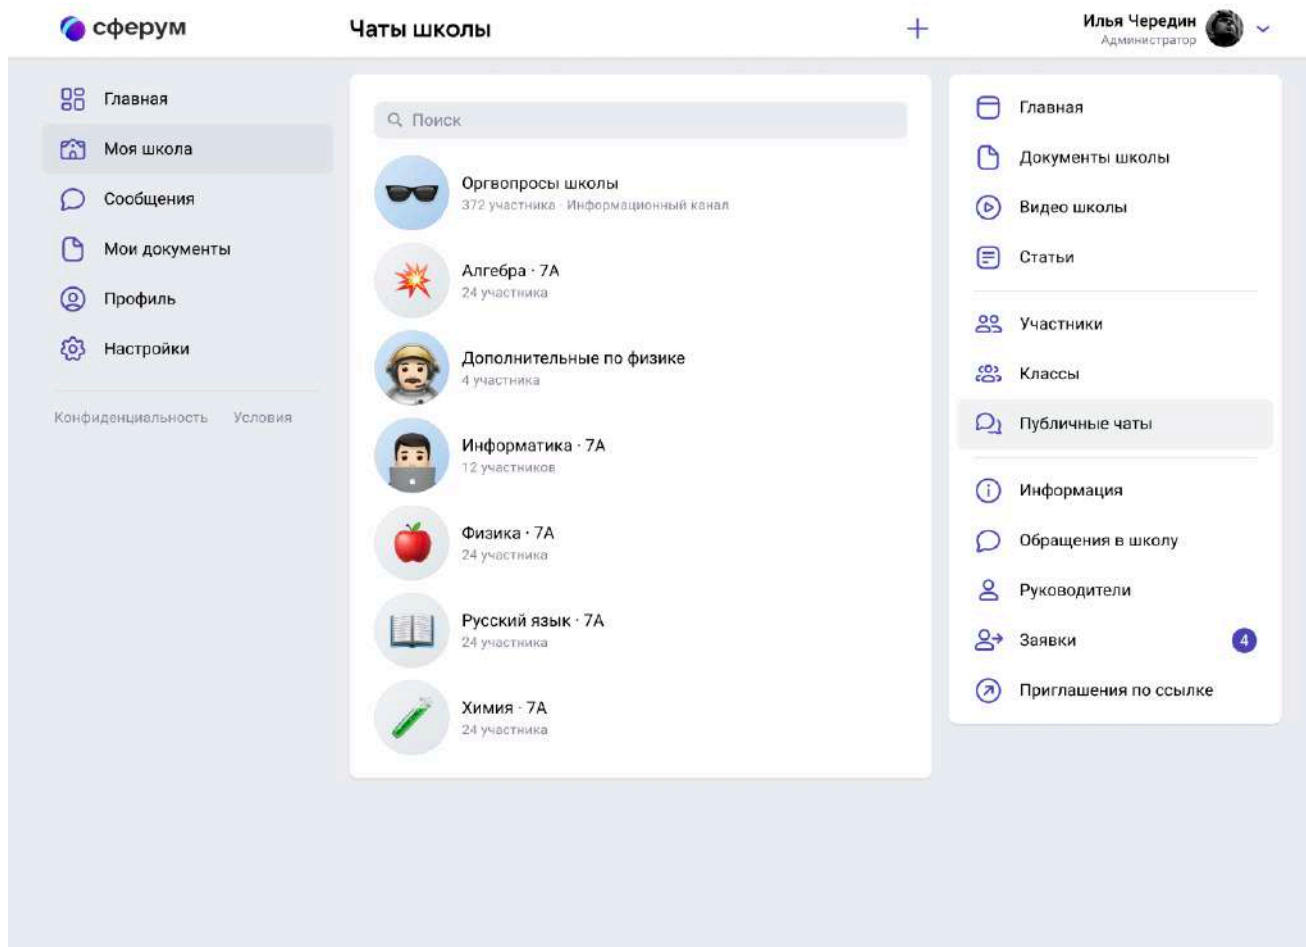 сферум
Чаты школы
Илья Чередин
Администратор
Главная
Моя школа
Сообщения
Мои документы
Профиль
Настройки
Конфиденциальность Условия
Поиск
Оргвопросы школы
372 участника · Информационный канал
Алгебра · 7А
24 участника
Дополнительные по физике
4 участника
Информатика · 7А
12 участников
Физика · 7А
24 участника
Русский язык · 7А
24 участника
Химия · 7А
24 участника
Главная
Документы школы
Видео школы
Статьи
Участники
Классы
Публичные чаты
Информация
Обращения в школу
Руководители
Заявки 4
Приглашения по ссылке